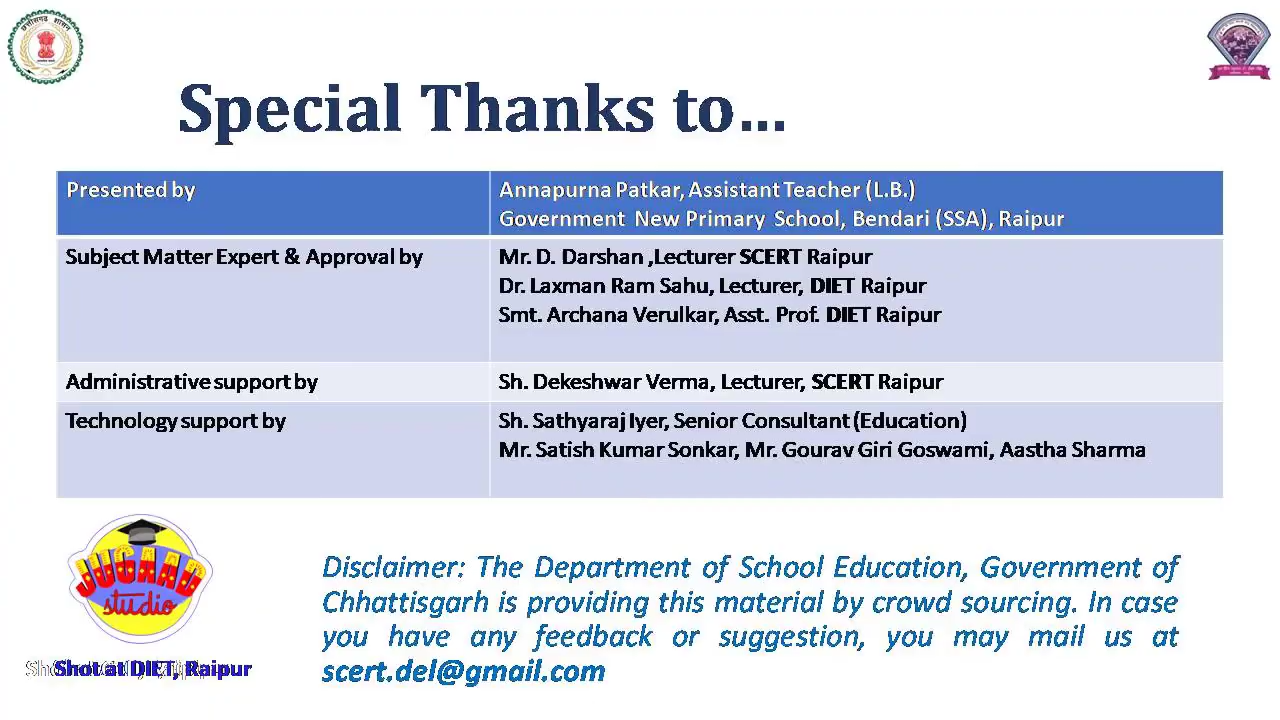 छत्तीसगढ़ शासन
Special Thanks to...
Presented by
Annapurna Patkar, Assistant Teacher (L.B.)
Government New Primary School, Bendari (SSA), Raipur
Subject Matter Expert & Approval by
Mr. D. Darshan ,Lecturer SCERT Raipur
Dr. Laxman Ram Sahu, Lecturer, DIET Raipur
Smt. Archana Verulkar, Asst. Prof. DIET Raipur
Administrative support by
Sh. Dekeshwar Verma, Lecturer, SCERT Raipur
Technology support by
Sh. Sathyaraj Iyer, Senior Consultant (Education)
Mr. Satish Kumar Sonkar, Mr. Gourav Giri Goswami, Aastha Sharma
JUGAAD
studio
Shot at DIET, Raipur
Disclaimer: The Department of School Education, Government of
Chhattisgarh is providing this material by crowd sourcing. In case
you have any feedback or suggestion, you may mail us at
scert.del@gmail.com